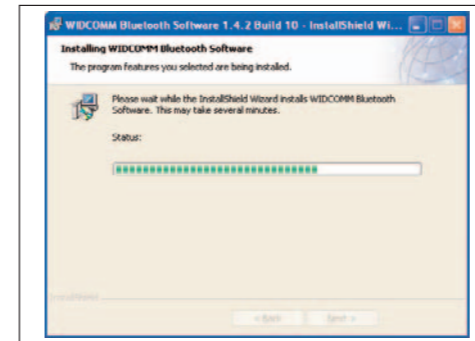 WIDCOMM Bluetooth Software 1.4.2 Build 10 - InstallShield Wi...
Installing WIDCOMM Bluetooth Software
The program features you selected are being installed.
Please wait while the InstallShield Wizard installs WIDCOMM Bluetooth
Software. This may take several minutes.
Status:
InstallShield
< Back
Next >